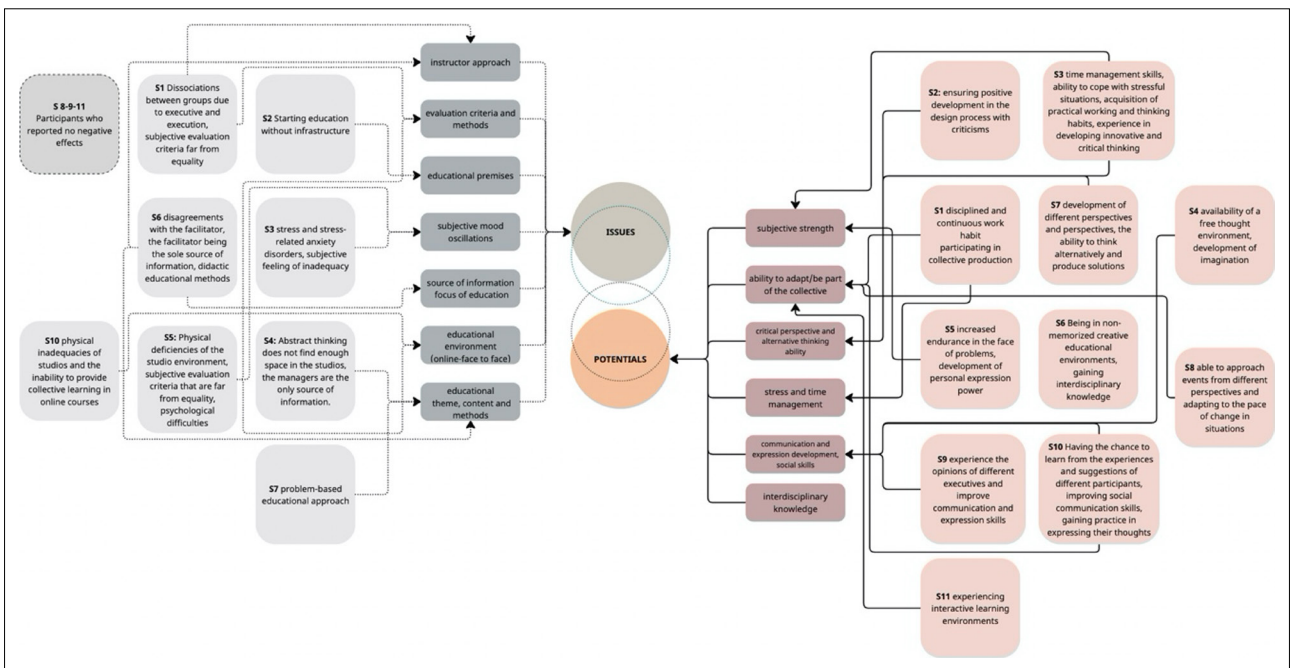 S 8-9-11
Participants who
reported no negative
effects
S1 Dissociations
between groups due
to executive and
execution,
subjective evaluation
criteria far from
equality
S2 Starting education
without infrastructure
S6 disagreements
with the facilitator,
the facilitator being
the sole source of
information, didactic
educational methods
S3 stress and stress-
related anxiety
disorders, subjective
feeling of inadequacy
S10 physical
inadequacies of
studios and the
inability to provide
collective learning in
online courses
S5: Physical
deficiencies of the
studio environment,
subjective evaluation
criteria that are far
from equality,
psychological
difficulties
S4: Abstract thinking
does not find enough
space in the studios,
the managers are the
only source of
information.
S7 problem-based
educational approach
instructor approach
evaluation criteria and
methods
educational premises
subjective mood
oscillations
source of information
focus of education
educational
environment
(online-face to face)
educational
theme, content and
methods
ISSUES
POTENTIALS
subjective strength
ability to adapt/be part
of the collective
critical perspective and
alternative thinking
ability
stress and time
management
communication and
expression development,
social skills
interdisciplinary
knowledge
S2: ensuring positive
development in the
design process with
criticisms
S3 time management skills,
ability to cope with stressful
situations, acquisition of
practical working and thinking
habits, experience in
developing innovative and
critical thinking
S1 disciplined and
continuous work
habit
participating in
collective production
S7 development of
different perspectives
and perspectives, the
ability to think
alternatively and
produce solutions
S4 availability of a
free thought
environment,
development of
imagination
S5 increased
endurance in the face
of problems,
development of
personal expression
power
S6 Being in non-
memorized creative
educational
environments,
gaining
interdisciplinary
knowledge
S8 able to approach
events from different
perspectives and
adapting to the pace
of change in
situations
S9 experience the
opinions of different
executives and
improve
communication and
expression skills
S10 Having the chance to
learn from the experiences
and suggestions of
different participants,
improving social
communication skills,
gaining practice in
expressing their thoughts
S11 experiencing
interactive learning
environments